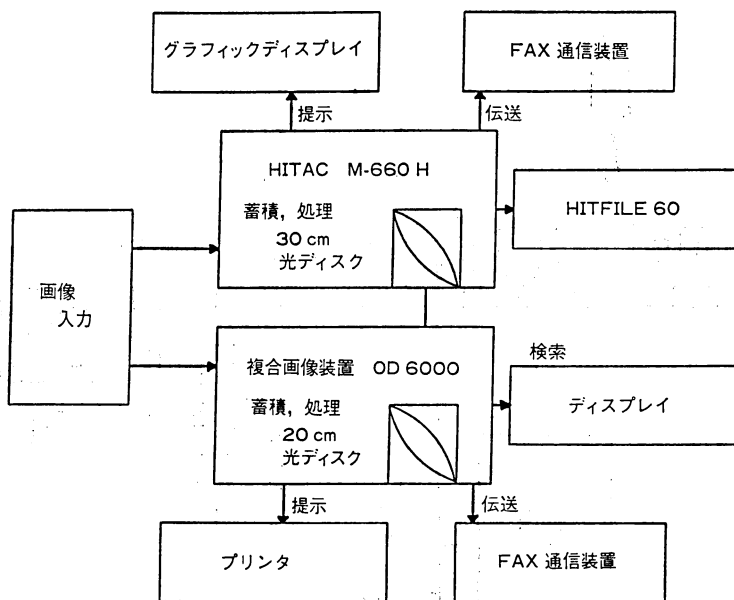 グラフィックディスプレイ
FAX 通信装置
提示
伝送
HITAC M-660 H
蓄積，処理
30 cm
光ディスク
HITFILE 60
画像
入力
複合画像装置 OD 6000
蓄積，処理
20 cm
光ディスク
検索
ディスプレイ
提示
伝送
プリンタ
FAX 通信装置